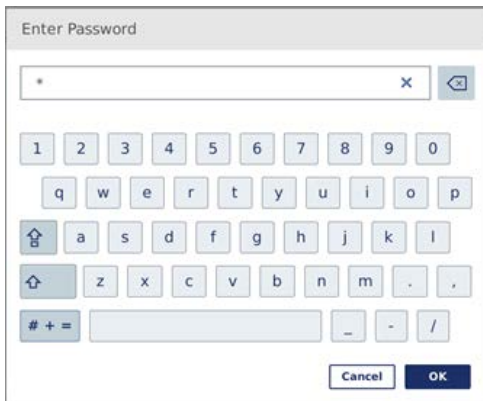 Enter Password
*
1 2 3 4 5 6 7 8 9 0
q w e r t y u i o p
a s d f g h j k l
z x c v b n m . ,
# + = _ - /
Cancel OK